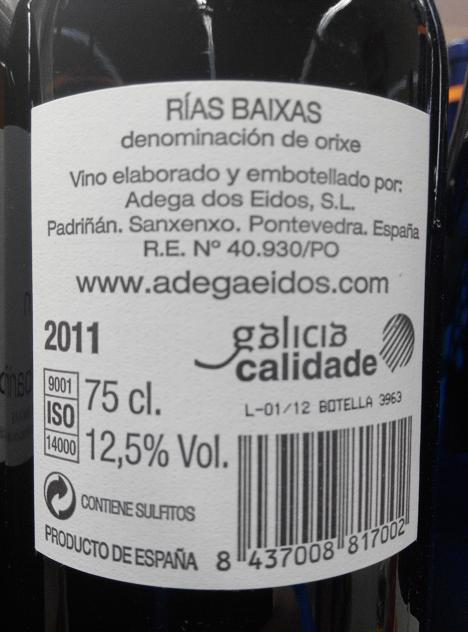 RÍAS BAIXAS
denominación de orixe
Vino elaborado y embotellado por:
Adega dos Eidos, S.L.
Padriñán. Sanxenxo. Pontevedra. España
R.E. Nº 40.930/PO
www.adegaeidos.com
2011
galicia
calidade
L-01/12 BOTELLA 3963
9001
ISO
14000
75 cl.
12,5% Vol.
CONTIENE SULFITOS
PRODUCTO DE ESPAÑA
8 437008 817002